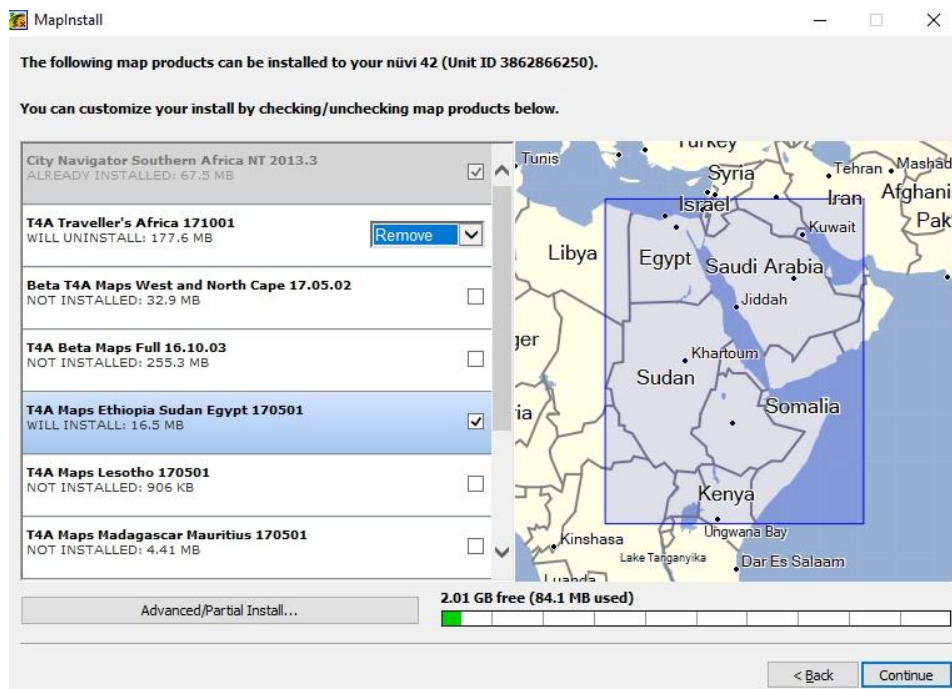 MapInstall
The following map products can be installed to your nüvi 42 (Unit ID 3862866250).
You can customize your install by checking/unchecking map products below.
City Navigator Southern Africa NT 2013.3
ALREADY INSTALLED: 67.5 MB
T4A Traveller's Africa 171001
WILL UNINSTALL: 177.6 MB
Remove
Beta T4A Maps West and North Cape 17.05.02
NOT INSTALLED: 32.9 MB
T4A Beta Maps Full 16.10.03
NOT INSTALLED: 255.3 MB
T4A Maps Ethiopia Sudan Egypt 170501
WILL INSTALL: 16.5 MB
T4A Maps Lesotho 170501
NOT INSTALLED: 906 KB
T4A Maps Madagascar Mauritius 170501
NOT INSTALLED: 4.41 MB
Turkey
Tunis
Syria
Tehran
Mashad
Israel
Iran
Afghani
Kuwait
Pak
Libya
Egypt
Saudi Arabia
Jiddah
jer
Khartoum
Sudan
ia
Somalia
Kenya
Ungwana Bay
Kinshasa
Lake Tanganyika
Dar Es Salaam
Luanda
Advanced/Partial Install...
2.01 GB free (84.1 MB used)
< Back
Continue